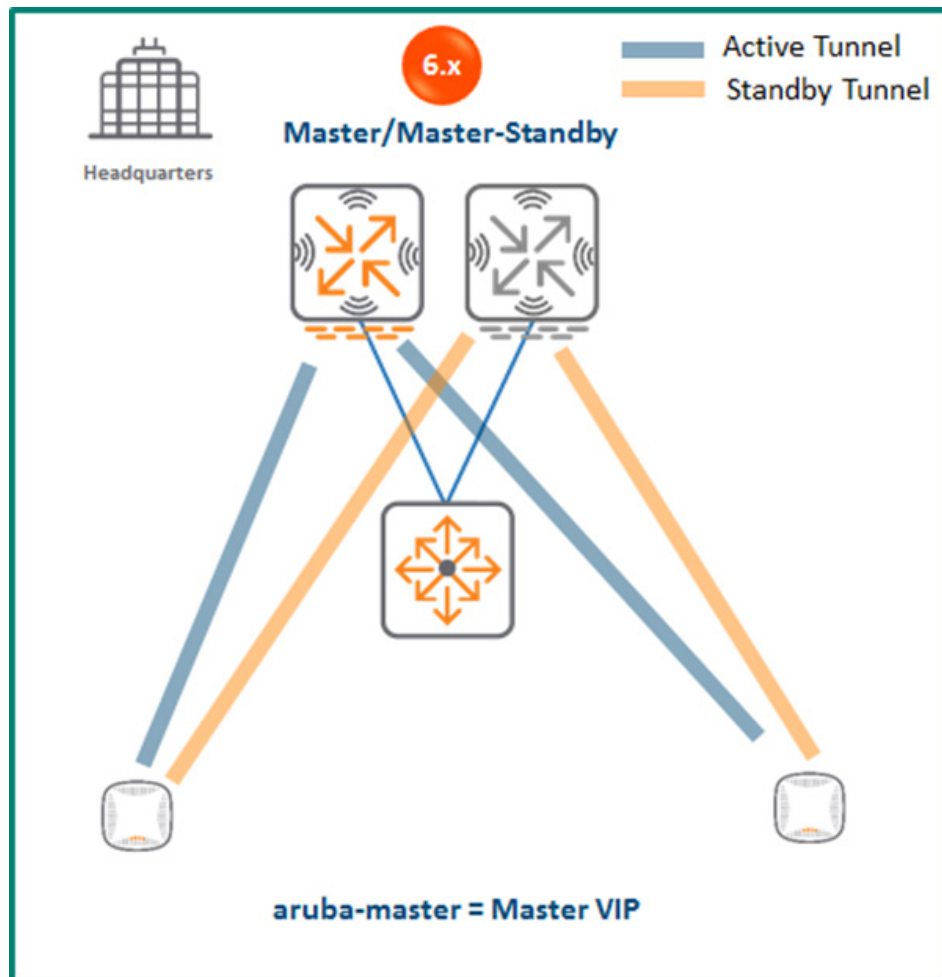 6.x
Active Tunnel
Standby Tunnel
Master/Master-Standby
Headquarters
aruba-master = Master VIP